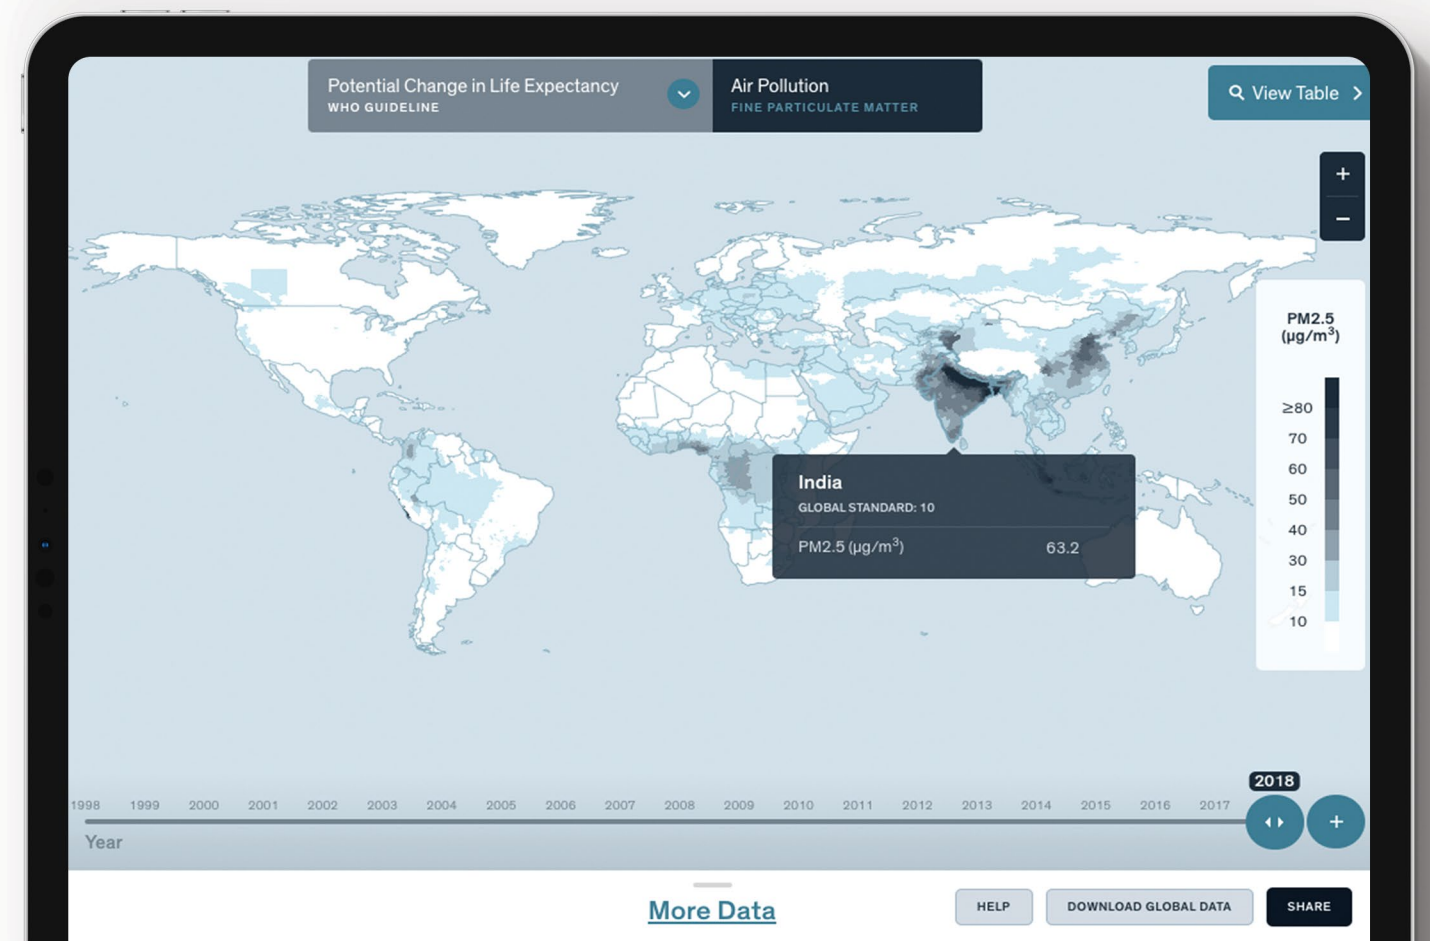 Potential Change in Life Expectancy
WHO GUIDELINE
Air Pollution
FINE PARTICULATE MATTER
View Table
+
−
PM2.5
(µg/m³)
≥80
70
60
50
40
30
15
10
India
GLOBAL STANDARD: 10
PM2.5 (µg/m³) 63.2
2018
1998 1999 2000 2001 2002 2003 2004 2005 2006 2007 2008 2009 2010 2011 2012 2013 2014 2015 2016 2017
+
Year
More Data
HELP
DOWNLOAD GLOBAL DATA
SHARE